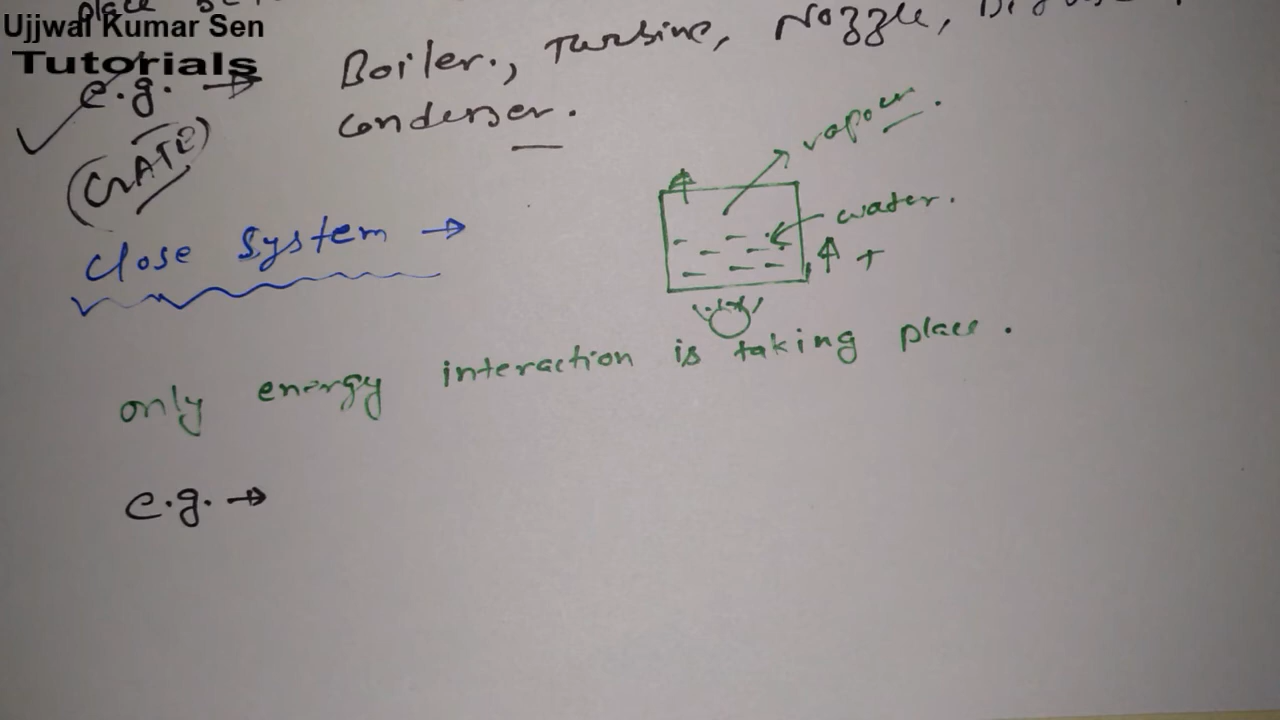 place
Ujjwal Kumar Sen
Tutorials
e.g. → Boiler., Turbine, Nozzle,
condenser.
(GATE)
vapour.
water.
+
close system →
only energy interaction is taking place.
e.g. →